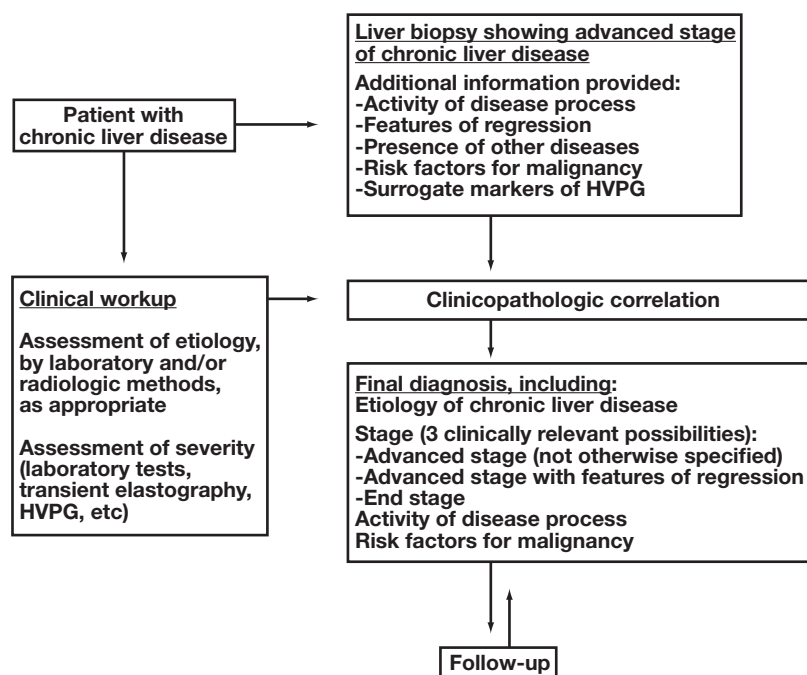 Patient with
chronic liver disease
Liver biopsy showing advanced stage
of chronic liver disease
Additional information provided:
-Activity of disease process
-Features of regression
-Presence of other diseases
-Risk factors for malignancy
-Surrogate markers of HVPG
Clinical workup
Assessment of etiology,
by laboratory and/or
radiologic methods,
as appropriate
Assessment of severity
(laboratory tests,
transient elastography,
HVPG, etc)
Clinicopathologic correlation
Final diagnosis, including:
Etiology of chronic liver disease
Stage (3 clinically relevant possibilities):
-Advanced stage (not otherwise specified)
-Advanced stage with features of regression
-End stage
Activity of disease process
Risk factors for malignancy
Follow-up